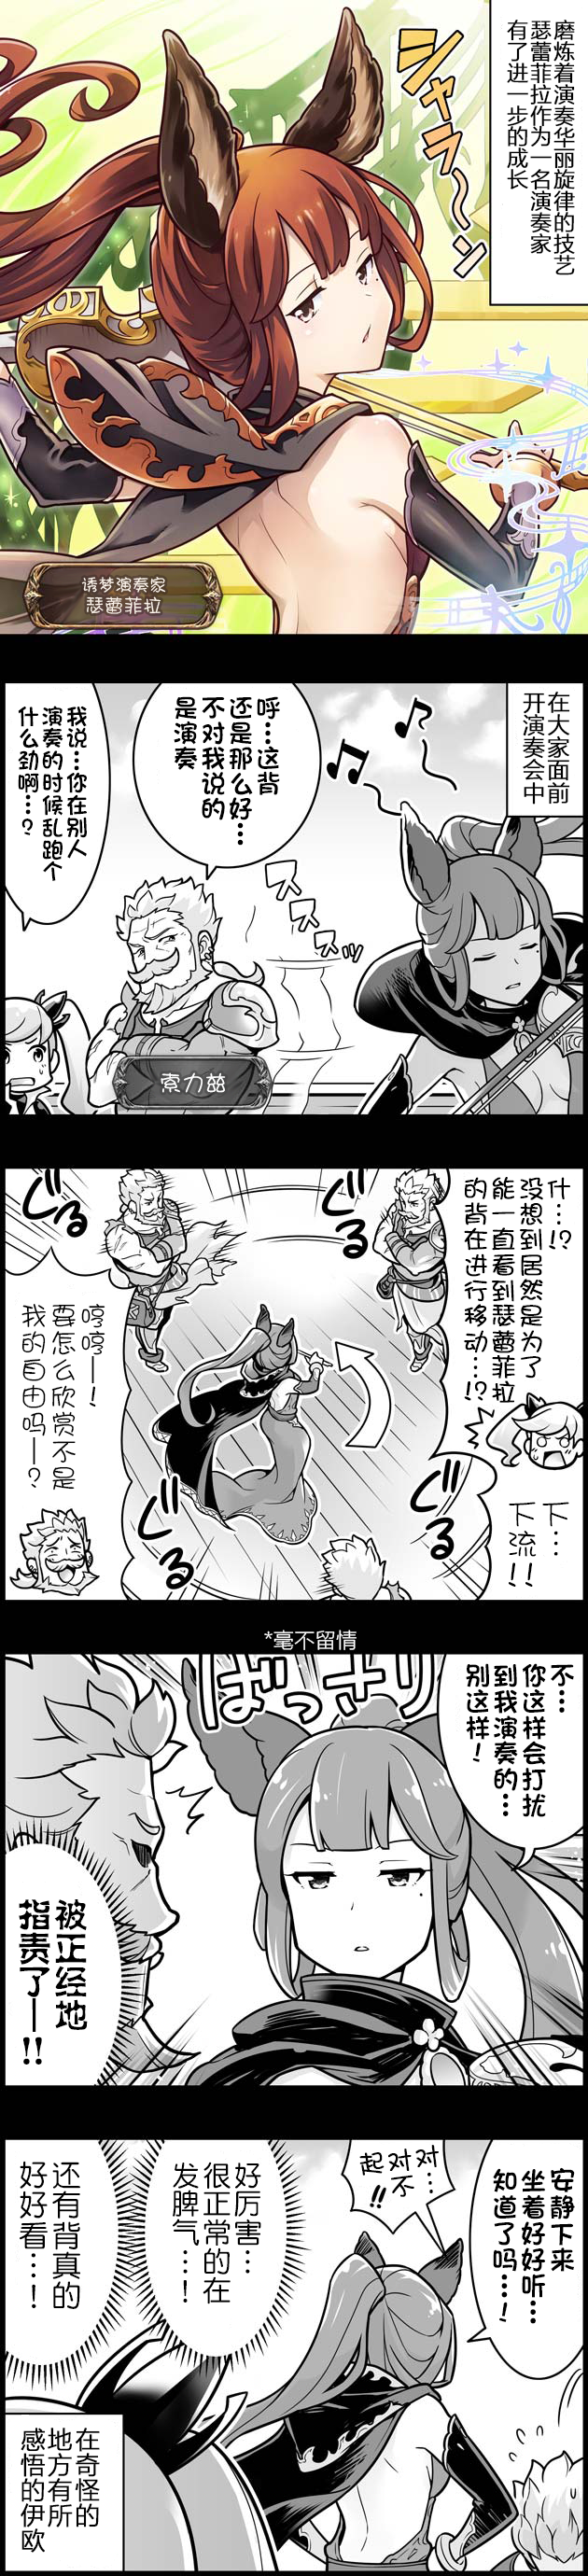 磨炼着演奏华丽旋律的技艺
瑟蕾菲拉作为一名演奏家
有了进一步的成长
シャラ〜ン
诱梦演奏家
瑟蕾菲拉
在大家面前
开演奏会中
呼…这背
还是那么好…
不对我说的
是演奏
我说…你在别人
演奏的时候乱跑个
什么劲啊…?
ススススッ
索力兹
什…!?
没想到居然是为了
能一直看到瑟蕾菲拉
的背在进行移动…!?
ぐる
ぐる
ぐる
ぐる
哼哼—!
要怎么欣赏不是
我的自由吗—?
下…
下流!!
*毫不留情
ばっさり
不…
你这样会打扰
到我演奏的…
别这样!
被正经地
指责了—!!
安静下来
坐着好好听…
知道了吗…!
对…
对不
起!!
好厉害…
很正常的在
发脾气…!
还有背真的
好好看…!
在奇怪的
地方有所
感悟的伊欧